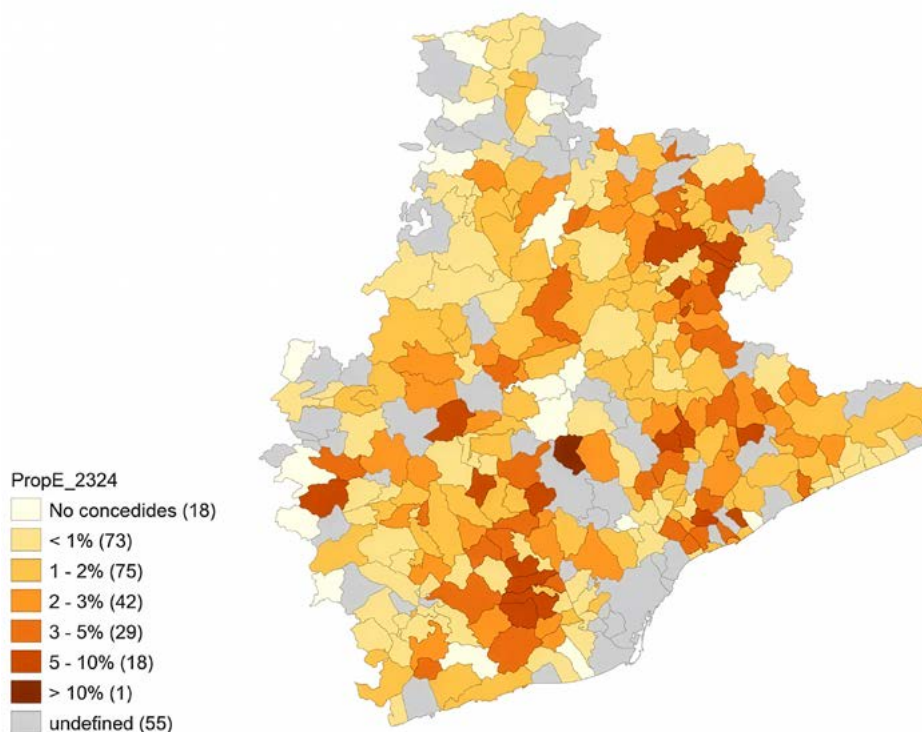 PropE_2324
No concedides (18)
< 1% (73)
1 - 2% (75)
2 - 3% (42)
3 - 5% (29)
5 - 10% (18)
> 10% (1)
undefined (55)